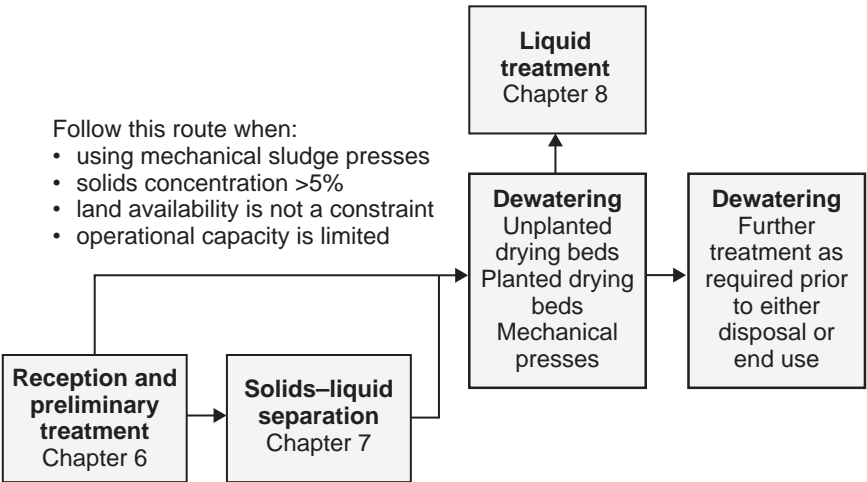 Liquid
treatment
Chapter 8
Follow this route when:
• using mechanical sludge presses
• solids concentration >5%
• land availability is not a constraint
• operational capacity is limited
Dewatering
Unplanted
drying beds
Planted drying
beds
Mechanical
presses
Dewatering
Further
treatment as
required prior
to either
disposal or
end use
Reception and
preliminary
treatment
Chapter 6
Solids–liquid
separation
Chapter 7